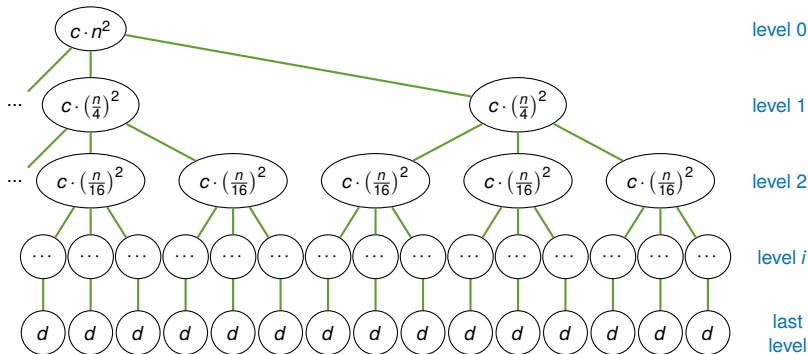 c · n² level 0
... c · (n/4)² c · (n/4)² level 1
... c · (n/16)² c · (n/16)² c · (n/16)² c · (n/16)² c · (n/16)² level 2
... ... ... ... ... ... ... ... ... ... ... ... ... ... ... level i
d d d d d d d d d d d d d d d last
level